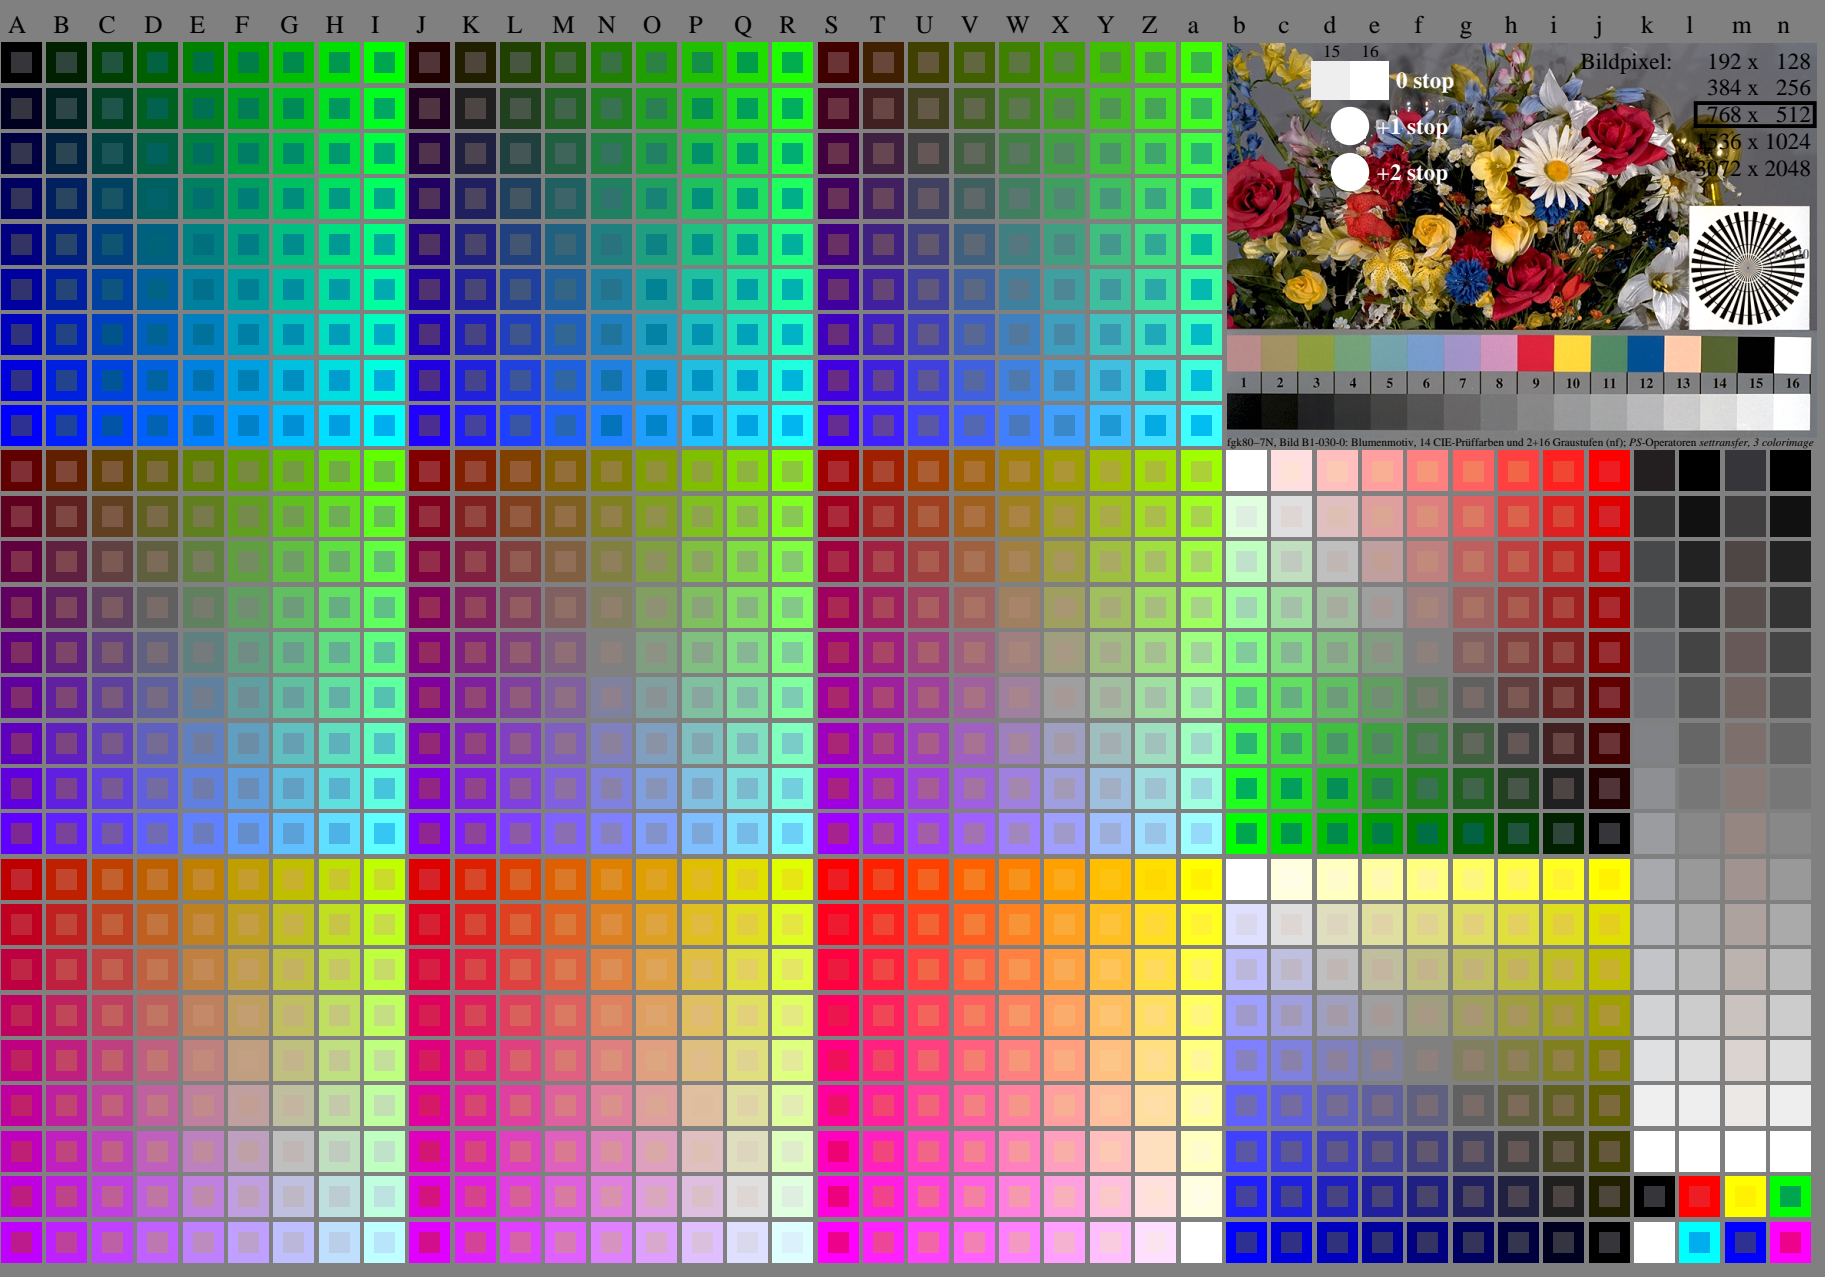 A B C D E F G H I J K L M N O P Q R S T U V W X Y Z a b c d e f g h i j k l m n
15 16
Bildpixel: 192 x 128
0 stop
384 x 256
768 x 512
+1 stop
1536 x 1024
+2 stop
3072 x 2048
1 2 3 4 5 6 7 8 9 10 11 12 13 14 15 16
fgk80–7N, Bild B1-030-0: Blumenmotiv, 14 CIE-Prüffarben und 2+16 Graustufen (nf); PS-Operatoren settransfer, 3 colorimage